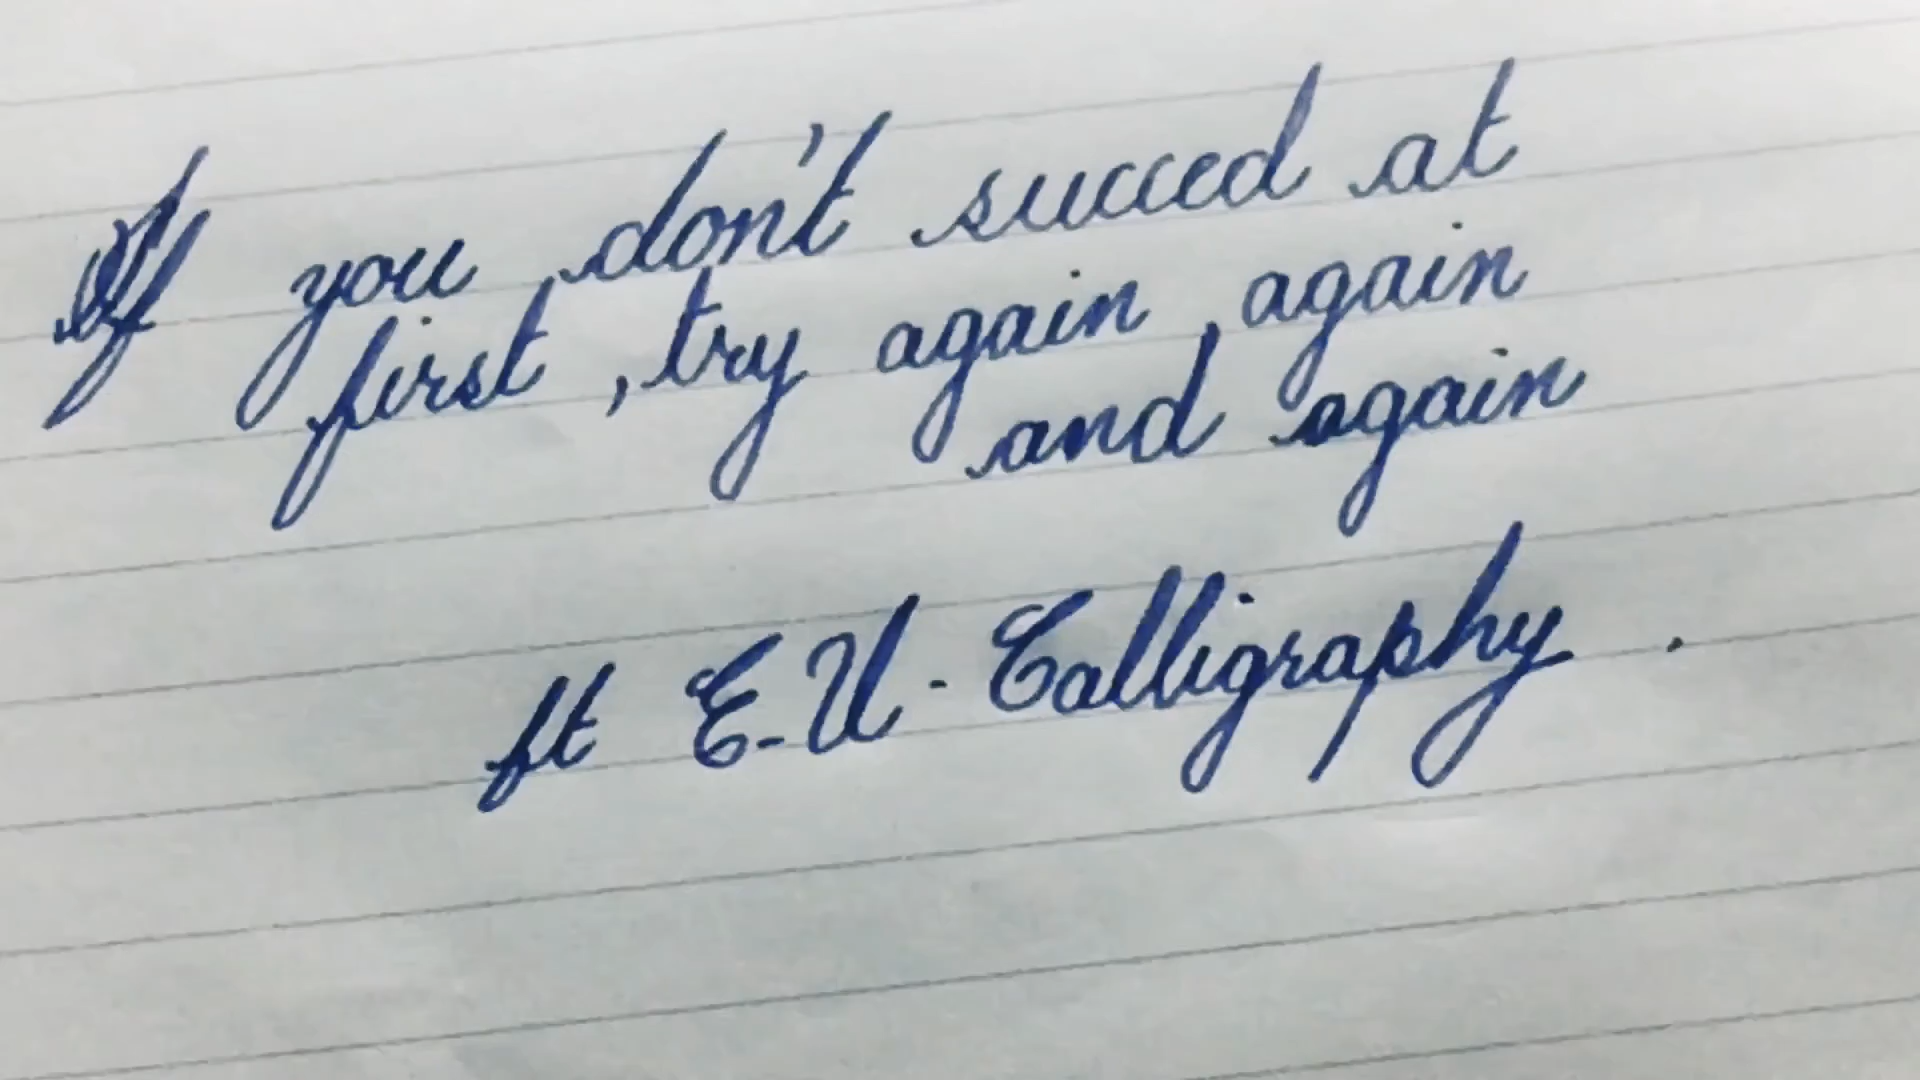 If you don't succed at
first, try again, again
and again
ft E.U. Calligraphy.